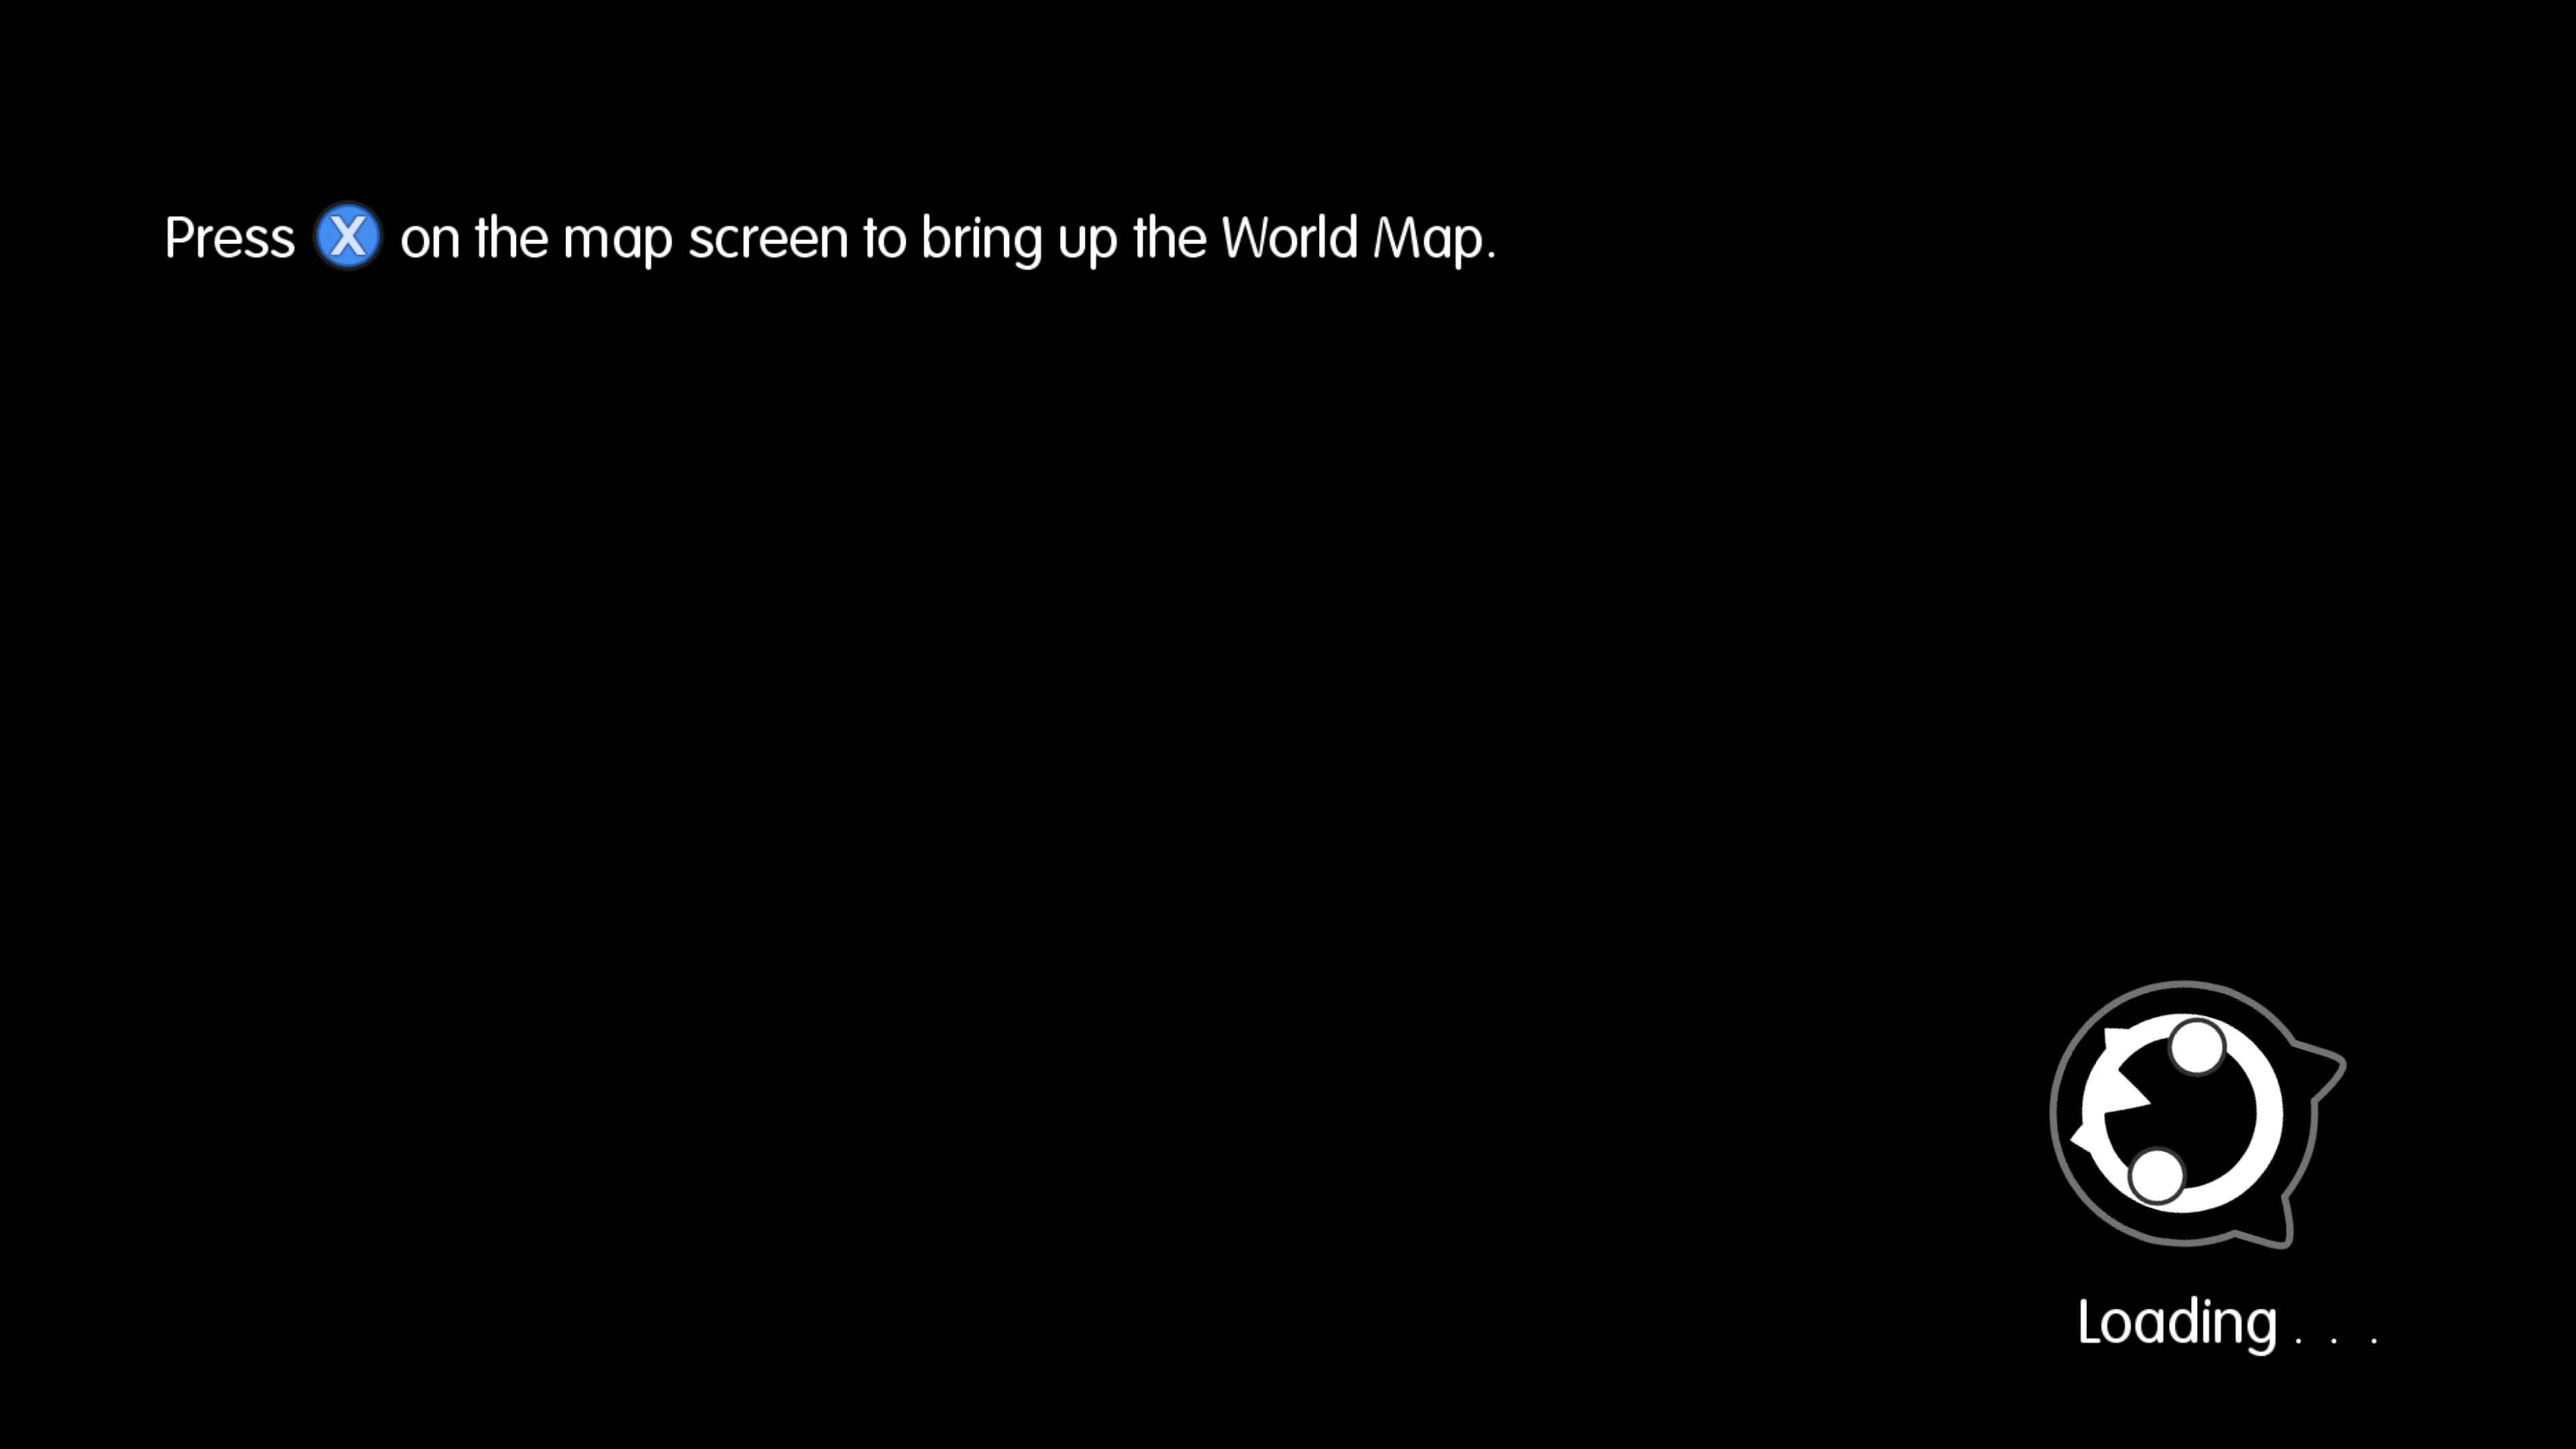 Press X on the map screen to bring up the World Map.
Loading . . .